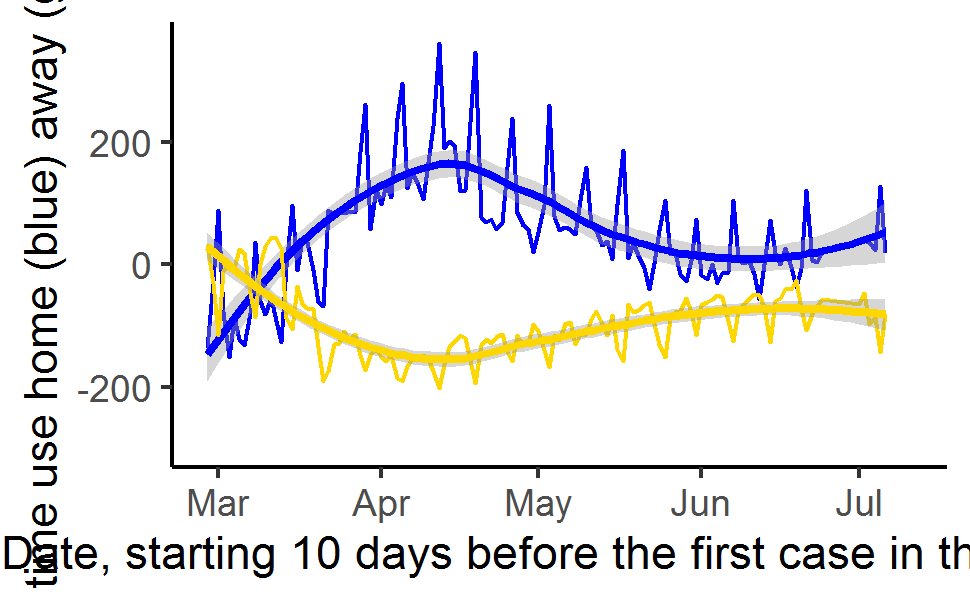 time use home (blue) away (g
200
0
-200
Mar Apr May Jun Jul
Date, starting 10 days before the first case in th